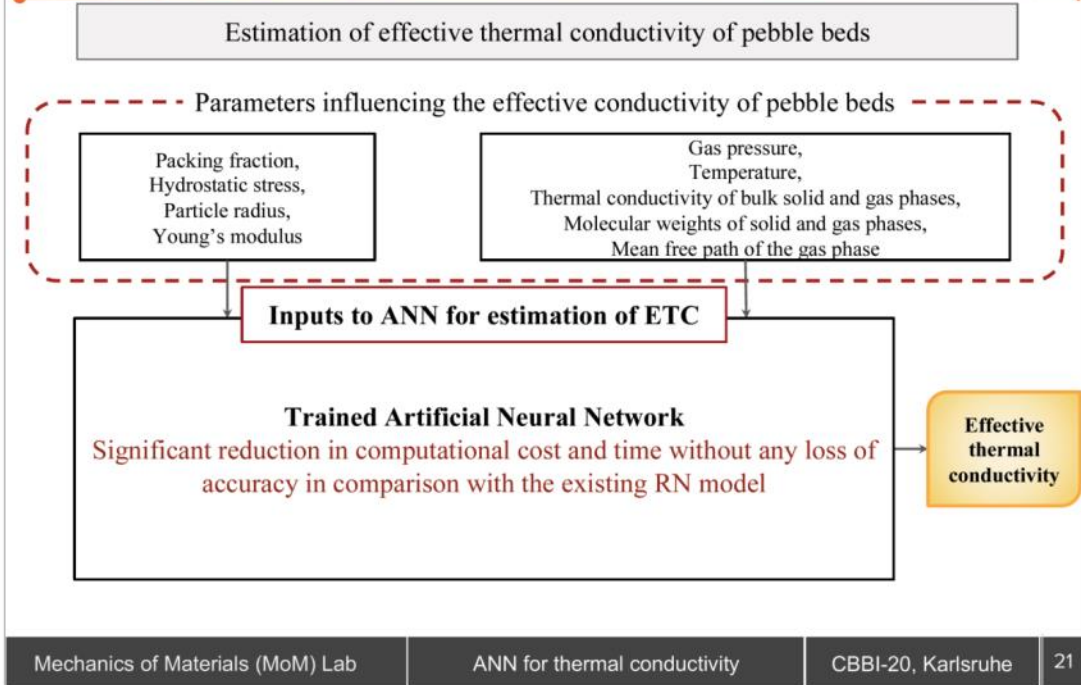 Estimation of effective thermal conductivity of pebble beds
Parameters influencing the effective conductivity of pebble beds
Packing fraction,
Hydrostatic stress,
Particle radius,
Young's modulus
Gas pressure,
Temperature,
Thermal conductivity of bulk solid and gas phases,
Molecular weights of solid and gas phases,
Mean free path of the gas phase
Inputs to ANN for estimation of ETC
Trained Artificial Neural Network
Significant reduction in computational cost and time without any loss of
accuracy in comparison with the existing RN model
Effective
thermal
conductivity
Mechanics of Materials (MoM) Lab
ANN for thermal conductivity
CBBI-20, Karlsruhe
21